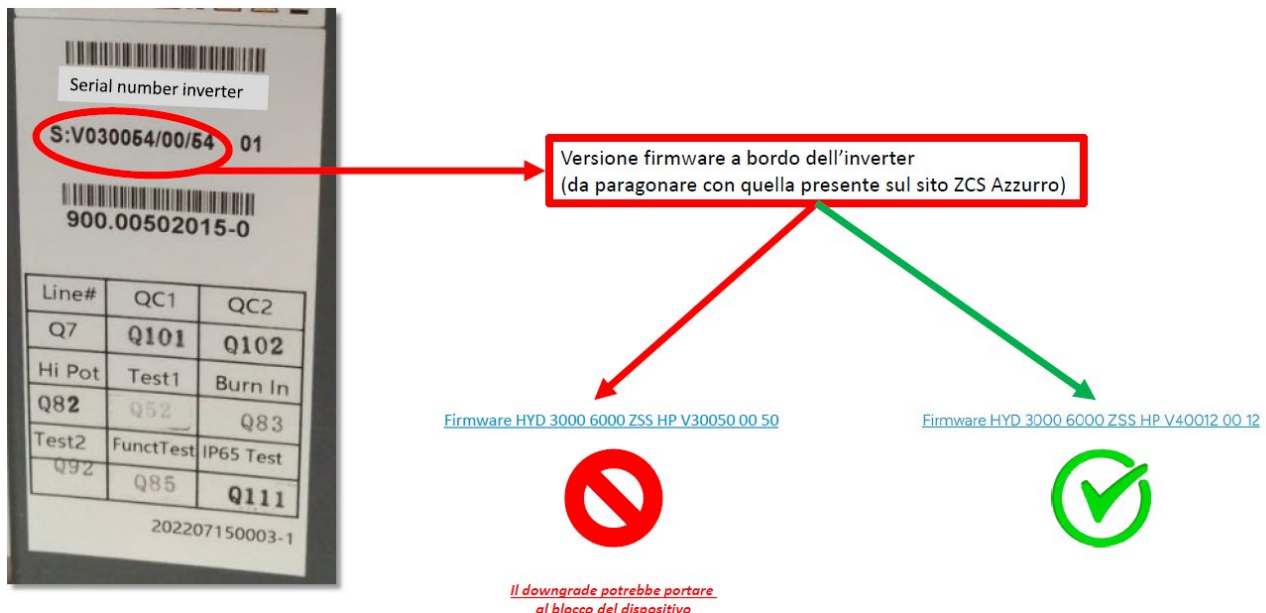 Serial number inverter
S:V030054/00/54 01
900.00502015-0
Line# QC1 QC2
Q7 Q101 Q102
Hi Pot Test1 Burn In
Q82 Q52 Q83
Test2 FunctTest IP65 Test
Q92 Q85 Q111
202207150003-1
Versione firmware a bordo dell'inverter
(da paragonare con quella presente sul sito ZCS Azzurro)
Firmware HYD 3000 6000 ZSS HP V30050 00 50
Firmware HYD 3000 6000 ZSS HP V40012 00 12
Il downgrade potrebbe portare
al blocco del dispositivo